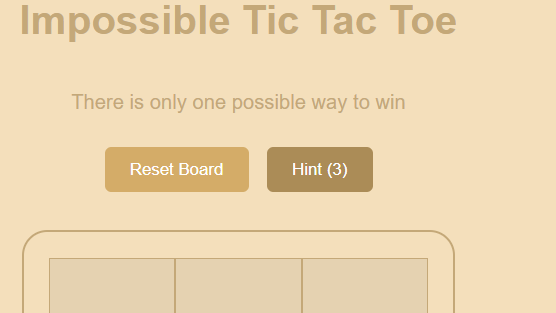 Impossible Tic Tac Toe
There is only one possible way to win
Reset Board Hint (3)